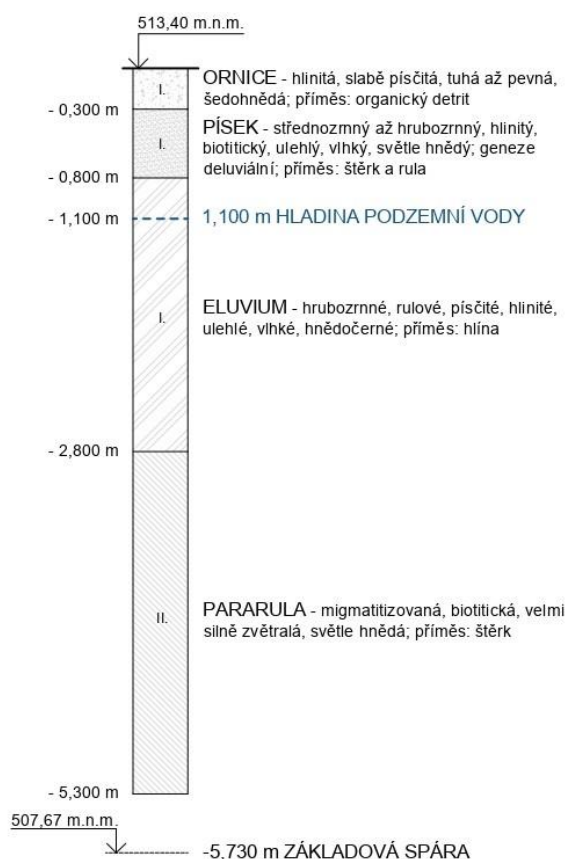 513,40 m.n.m.
I.
ORNICE - hlinitá, slabě písčitá, tuhá až pevná,
šedohnědá; příměs: organický detrit
- 0,300 m
I.
PÍSEK - střednozrnný až hrubozrnný, hlinitý,
biotitický, ulehlý, vlhký, světle hnědý; geneze
deluviální; příměs: štěrk a rula
- 0,800 m
- 1,100 m
1,100 m HLADINA PODZEMNÍ VODY
I.
ELUVIUM - hrubozrnné, rulové, písčité, hlinité,
ulehlé, vlhké, hnědočerné; příměs: hlína
- 2,800 m
II.
PARARULA - migmatitizovaná, biotitická, velmi
silně zvětralá, světle hnědá; příměs: štěrk
- 5,300 m
507,67 m.n.m.
-5.730 m ZÁKLADOVÁ SPÁRA